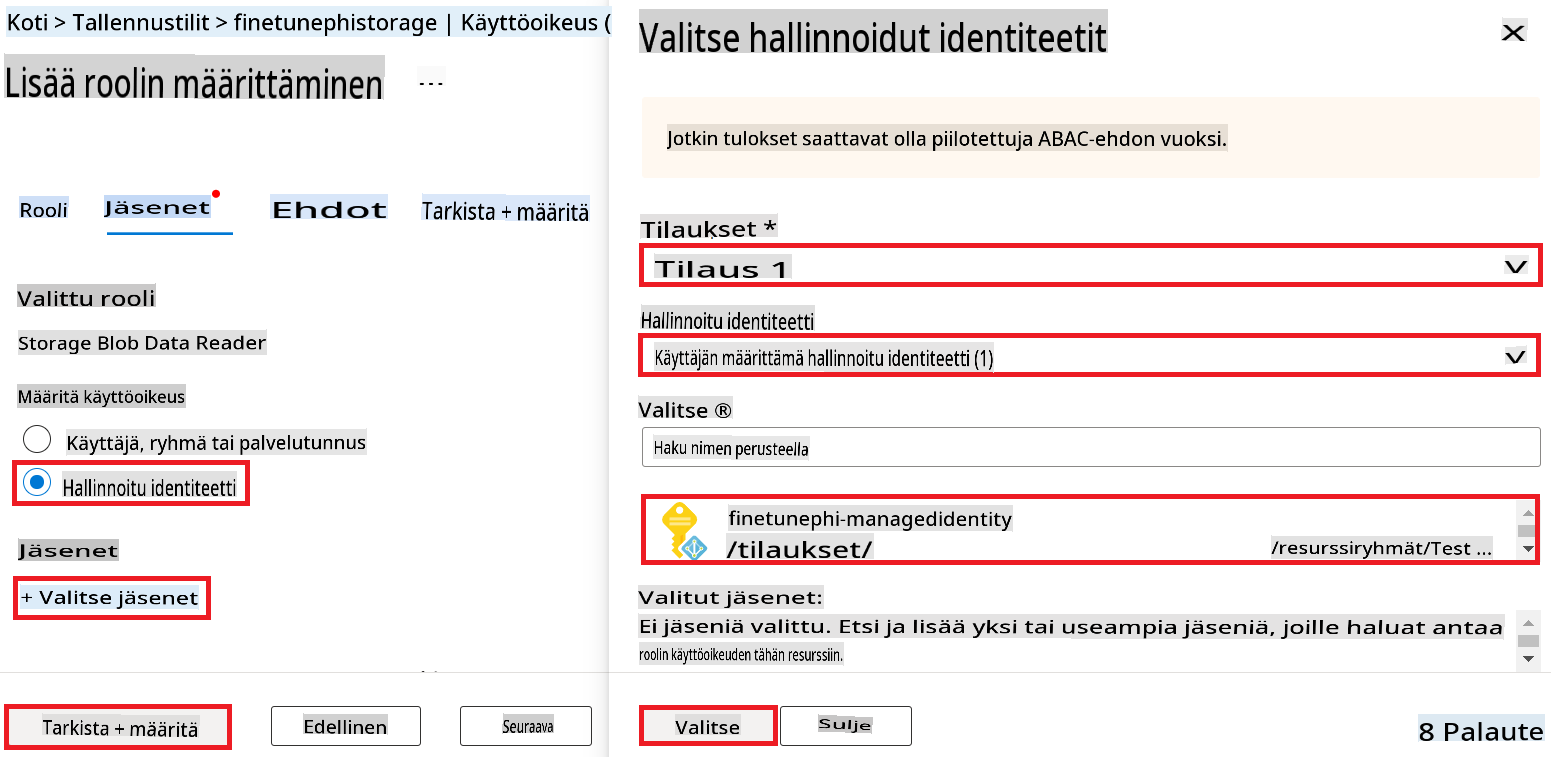 Koti > Tallennustilit > finetunephistorage | Käyttöoikeus (
Lisää roolin määrittäminen ---
Rooli Jäsenet Ehdot Tarkista + määritä
Valittu rooli
Storage Blob Data Reader
Määritä käyttöoikeus
Käyttäjä, ryhmä tai palvelutunnus
Hallinnoitu identiteetti
Jäsenet
+ Valitse jäsenet
Tarkista + määritä Edellinen Seuraava
Valitse hallinnoidut identiteetit X
Jotkin tulokset saattavat olla piilotettuja ABAC-ehdon vuoksi.
Tilaukset *
Tilaus 1
Hallinnoitu identiteetti
Käyttäjän määrittämä hallinnoitu identiteetti (1)
Valitse ®
Haku nimen perusteella
finetunephi-managedidentity
/tilaukset/ /resurssiryhmät/Test ...
Valitut jäsenet:
Ei jäseniä valittu. Etsi ja lisää yksi tai useampia jäseniä, joille haluat antaa
roolin käyttöoikeuden tähän resurssiin.
Valitse Sulje
8 Palaute